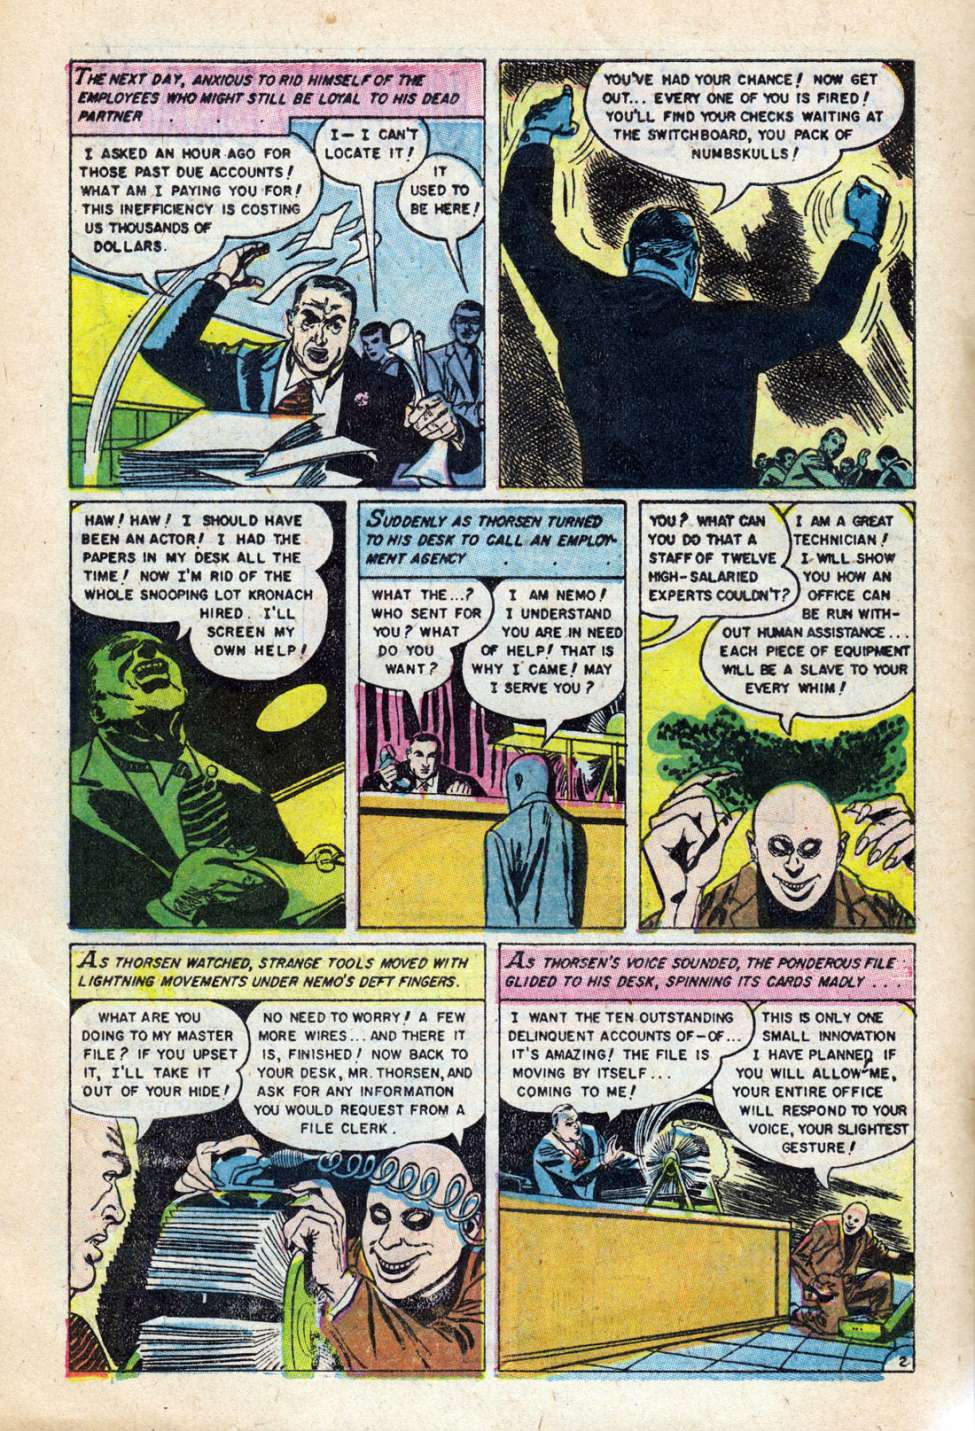 THE NEXT DAY, ANXIOUS TO RID HIMSELF OF THE
EMPLOYEES WHO MIGHT STILL BE LOYAL TO HIS DEAD
PARTNER . . . .
I ASKED AN HOUR AGO FOR
THOSE PAST DUE ACCOUNTS!
WHAT AM I PAYING YOU FOR!
THIS INEFFICIENCY IS COSTING
US THOUSANDS OF
DOLLARS.
I-I CAN'T
LOCATE IT!
IT
USED TO
BE HERE!
YOU'VE HAD YOUR CHANCE! NOW GET
OUT... EVERY ONE OF YOU IS FIRED!
YOU'LL FIND YOUR CHECKS WAITING AT
THE SWITCHBOARD, YOU PACK OF
NUMBSKULLS!
HAW! HAW! I SHOULD HAVE
BEEN AN ACTOR! I HAD THE
PAPERS IN MY DESK ALL THE
TIME! NOW I'M RID OF THE
WHOLE SNOOPING LOT KRONACH
HIRED. I'LL
SCREEN MY
OWN HELP!
SUDDENLY AS THORSEN TURNED
TO HIS DESK TO CALL AN EMPLOY-
MENT AGENCY . . . .
WHAT THE...?
WHO SENT FOR
YOU? WHAT
DO YOU
WANT?
I AM NEMO!
I UNDERSTAND
YOU ARE IN NEED
OF HELP! THAT IS
WHY I CAME! MAY
I SERVE YOU?
YOU? WHAT CAN
YOU DO THAT A
STAFF OF TWELVE
HIGH-SALARIED
EXPERTS COULDN'T?
I AM A GREAT
TECHNICIAN!
I WILL SHOW
YOU HOW AN
OFFICE CAN
BE RUN WITH-
OUT HUMAN ASSISTANCE...
EACH PIECE OF EQUIPMENT
WILL BE A SLAVE TO YOUR
EVERY WHIM!
AS THORSEN WATCHED, STRANGE TOOLS MOVED WITH
LIGHTNING MOVEMENTS UNDER NEMO'S DEFT FINGERS.
WHAT ARE YOU
DOING TO MY MASTER
FILE? IF YOU UPSET
IT, I'LL TAKE IT
OUT OF YOUR HIDE!
NO NEED TO WORRY! A FEW
MORE WIRES... AND THERE IT
IS, FINISHED! NOW BACK TO
YOUR DESK, MR. THORSEN, AND
ASK FOR ANY INFORMATION
YOU WOULD REQUEST FROM A
FILE CLERK.
AS THORSEN'S VOICE SOUNDED, THE PONDEROUS FILE
GLIDED TO HIS DESK, SPINNING ITS CARDS MADLY . . .
I WANT THE TEN OUTSTANDING
DELINQUENT ACCOUNTS OF-OF...
IT'S AMAZING! THE FILE IS
MOVING BY ITSELF...
COMING TO ME!
THIS IS ONLY ONE
SMALL INNOVATION
I HAVE PLANNED IF
YOU WILL ALLOW ME,
YOUR ENTIRE OFFICE
WILL RESPOND TO YOUR
VOICE, YOUR SLIGHTEST
GESTURE!
2